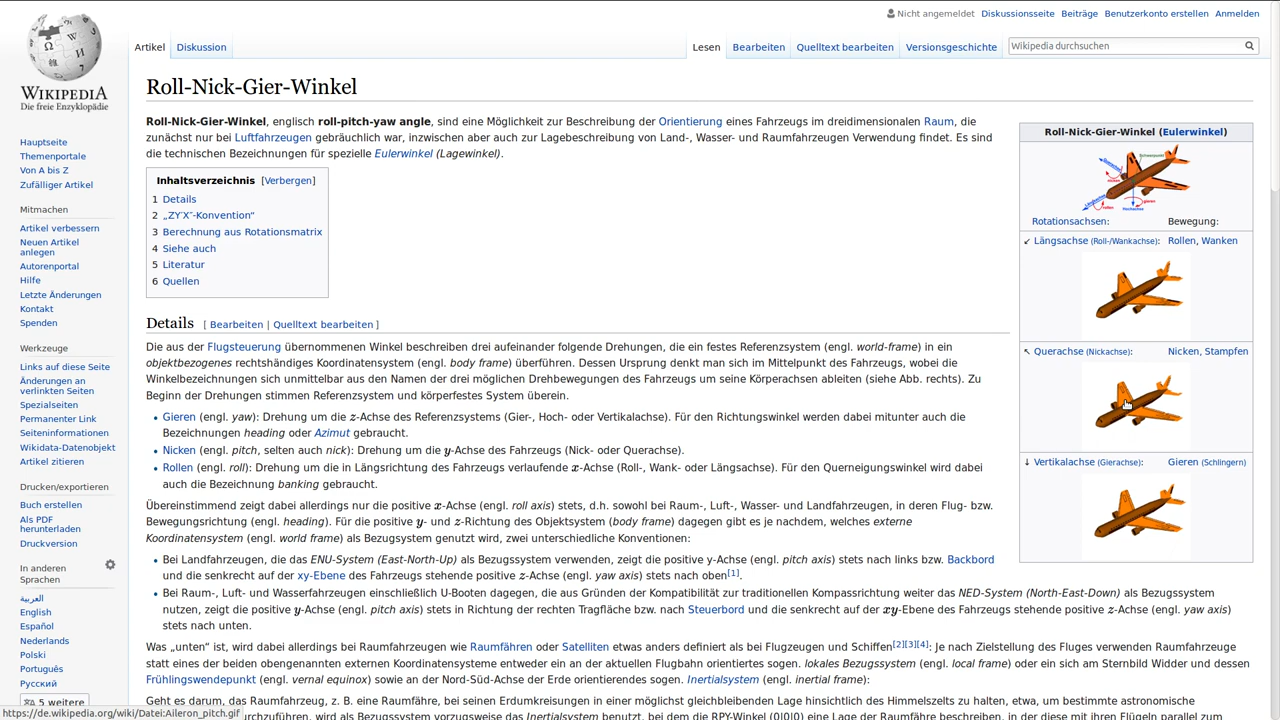 Nicht angemeldet Diskussionsseite Beiträge Benutzerkonto erstellen Anmelden
Artikel Diskussion Lesen Bearbeiten Quelltext bearbeiten Versionsgeschichte Wikipedia durchsuchen
WIKIPEDIA
Die freie Enzyklopädie
Hauptseite
Themenportale
Von A bis Z
Zufälliger Artikel
Mitmachen
Artikel verbessern
Neuen Artikel
anlegen
Autorenportal
Hilfe
Letzte Änderungen
Kontakt
Spenden
Werkzeuge
Links auf diese Seite
Änderungen an
verlinkten Seiten
Spezialseiten
Permanenter Link
Seiteninformationen
Wikidata-Datenobjekt
Artikel zitieren
Drucken/exportieren
Buch erstellen
Als PDF
herunterladen
Druckversion
In anderen
Sprachen
العربية
English
Español
Nederlands
Polski
Português
Русский
5 weitere
Roll-Nick-Gier-Winkel
Roll-Nick-Gier-Winkel, englisch roll-pitch-yaw angle, sind eine Möglichkeit zur Beschreibung der Orientierung eines Fahrzeugs im dreidimensionalen Raum, die
zunächst nur bei Luftfahrzeugen gebräuchlich war, inzwischen aber auch zur Lagebeschreibung von Land-, Wasser- und Raumfahrzeugen Verwendung findet. Es sind
die technischen Bezeichnungen für spezielle Eulerwinkel (Lagewinkel).
Inhaltsverzeichnis [Verbergen]
1 Details
2 „ZY′X″-Konvention“
3 Berechnung aus Rotationsmatrix
4 Siehe auch
5 Literatur
6 Quellen
Details [ Bearbeiten | Quelltext bearbeiten ]
Die aus der Flugsteuerung übernommenen Winkel beschreiben drei aufeinander folgende Drehungen, die ein festes Referenzsystem (engl. world-frame) in ein
objektbezogenes rechtshändiges Koordinatensystem (engl. body frame) überführen. Dessen Ursprung denkt man sich im Mittelpunkt des Fahrzeugs, wobei die
Winkelbezeichnungen sich unmittelbar aus den Namen der drei möglichen Drehbewegungen des Fahrzeugs um seine Körperachsen ableiten (siehe Abb. rechts). Zu
Beginn der Drehungen stimmen Referenzsystem und körperfestes System überein.
• Gieren (engl. yaw): Drehung um die z-Achse des Referenzsystems (Gier-, Hoch- oder Vertikalachse). Für den Richtungswinkel werden dabei mitunter auch die
Bezeichnungen heading oder Azimut gebraucht.
• Nicken (engl. pitch, selten auch nick): Drehung um die y-Achse des Fahrzeugs (Nick- oder Querachse).
• Rollen (engl. roll): Drehung um die in Längsrichtung des Fahrzeugs verlaufende x-Achse (Roll-, Wank- oder Längsachse). Für den Querneigungswinkel wird dabei
auch die Bezeichnung banking gebraucht.
Übereinstimmend zeigt dabei allerdings nur die positive x-Achse (engl. roll axis) stets, d.h. sowohl bei Raum-, Luft-, Wasser- und Landfahrzeugen, in deren Flug- bzw.
Bewegungsrichtung (engl. heading). Für die positive y- und z-Richtung des Objektsystem (body frame) dagegen gibt es je nachdem, welches externe
Koordinatensystem (engl. world frame) als Bezugsystem genutzt wird, zwei unterschiedliche Konventionen:
• Bei Landfahrzeugen, die das ENU-System (East-North-Up) als Bezugssystem verwenden, zeigt die positive y-Achse (engl. pitch axis) stets nach links bzw. Backbord
und die senkrecht auf der xy-Ebene des Fahrzeugs stehende positive z-Achse (engl. yaw axis) stets nach oben[1].
• Bei Raum-, Luft- und Wasserfahrzeugen einschließlich U-Booten dagegen, die aus Gründen der Kompatibilität zur traditionellen Kompassrichtung weiter das NED-System (North-East-Down) als Bezugssystem
nutzen, zeigt die positive y-Achse (engl. pitch axis) stets in Richtung der rechten Tragfläche bzw. nach Steuerbord und die senkrecht auf der xy-Ebene des Fahrzeugs stehende positive z-Achse (engl. yaw axis)
stets nach unten.
Was „unten“ ist, wird dabei allerdings bei Raumfahrzeugen wie Raumfähren oder Satelliten etwas anders definiert als bei Flugzeugen und Schiffen[2][3][4]: Je nach Zielstellung des Fluges verwenden Raumfahrzeuge
statt eines der beiden obengenannten externen Koordinatensysteme entweder ein an der aktuellen Flugbahn orientiertes sogen. lokales Bezugssystem (engl. local frame) oder ein sich am Sternbild Widder und dessen
Frühlingswendepunkt (engl. vernal equinox) sowie an der Nord-Süd-Achse der Erde orientierendes sogen. Inertialsystem (engl. inertial frame):
Geht es darum, das Raumfahrzeug, z. B. eine Raumfähre, bei seinen Erdumkreisungen in einer möglichst gleichbleibenden Lage hinsichtlich des Himmelszelts zu halten, etwa, um bestimmte astronomische
durchzuführen, wird als Bezugssystem vorzugsweise das Inertialsystem benutzt, bei dem die RPY-Winkel (0|0|0) eine Lage der Raumfähre beschreiben, in der diese mit ihren Flügeln parallel zum
Roll-Nick-Gier-Winkel (Eulerwinkel)
Rotationsachsen: Bewegung:
↙ Längsachse (Roll-/Wankachse): Rollen, Wanken
↖ Querachse (Nickachse): Nicken, Stampfen
↓ Vertikalachse (Gierachse): Gieren (Schlingern)
https://de.wikipedia.org/wiki/Datei:Aileron_pitch.gif